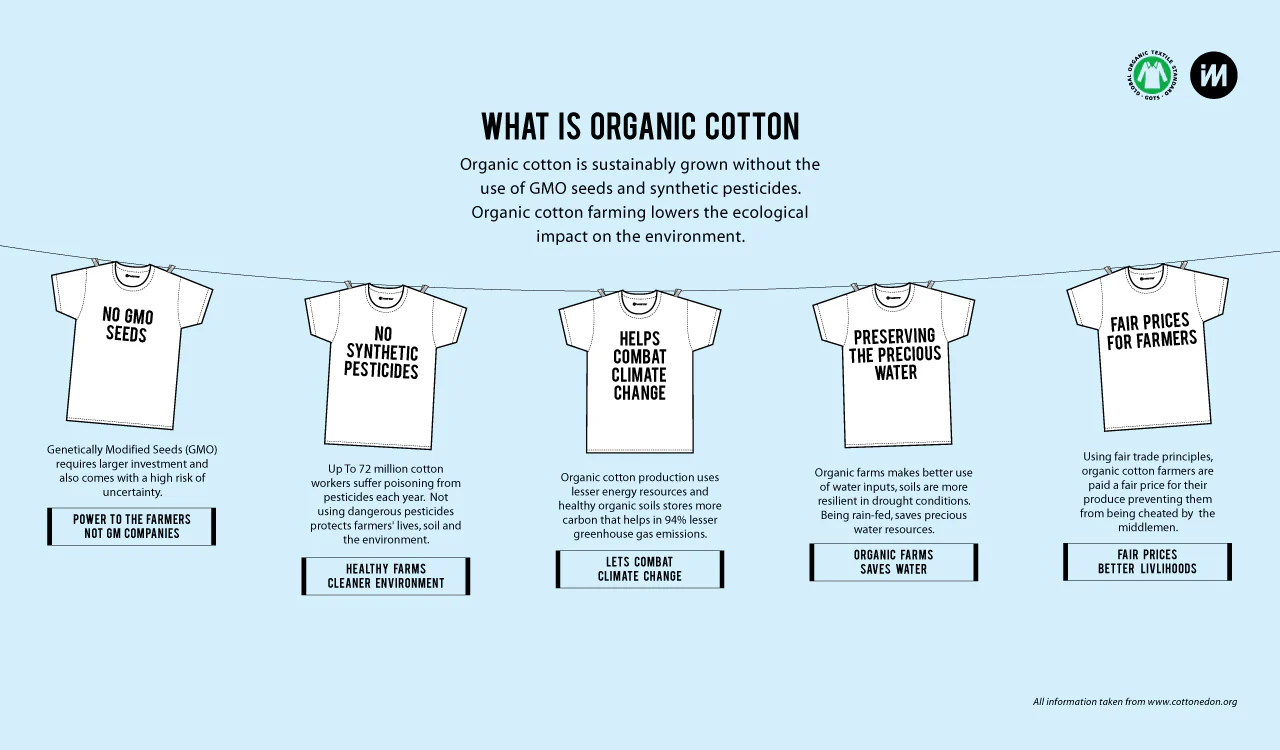 GLOBAL ORGANIC TEXTILE STANDARD
· GOTS ·
iM
WHAT IS ORGANIC COTTON
Organic cotton is sustainably grown without the
use of GMO seeds and synthetic pesticides.
Organic cotton farming lowers the ecological
impact on the environment.
NO GMO
SEEDS
Genetically Modified Seeds (GMO)
requires larger investment and
also comes with a high risk of
uncertainty.
POWER TO THE FARMERS
NOT GM COMPANIES
NO
SYNTHETIC
PESTICIDES
Up To 72 million cotton
workers suffer poisoning from
pesticides each year. Not
using dangerous pesticides
protects farmers' lives, soil and
the environment.
HEALTHY FARMS
CLEANER ENVIRONMENT
HELPS
COMBAT
CLIMATE
CHANGE
Organic cotton production uses
lesser energy resources and
healthy organic soils stores more
carbon that helps in 94% lesser
greenhouse gas emissions.
LETS COMBAT
CLIMATE CHANGE
PRESERVING
THE PRECIOUS
WATER
Organic farms makes better use
of water inputs, soils are more
resilient in drought conditions.
Being rain-fed, saves precious
water resources.
ORGANIC FARMS
SAVES WATER
FAIR PRICES
FOR FARMERS
Using fair trade principles,
organic cotton farmers are
paid a fair price for their
produce preventing them
from being cheated by the
middlemen.
FAIR PRICES
BETTER LIVLIHOODS
All information taken from www.cottonedon.org